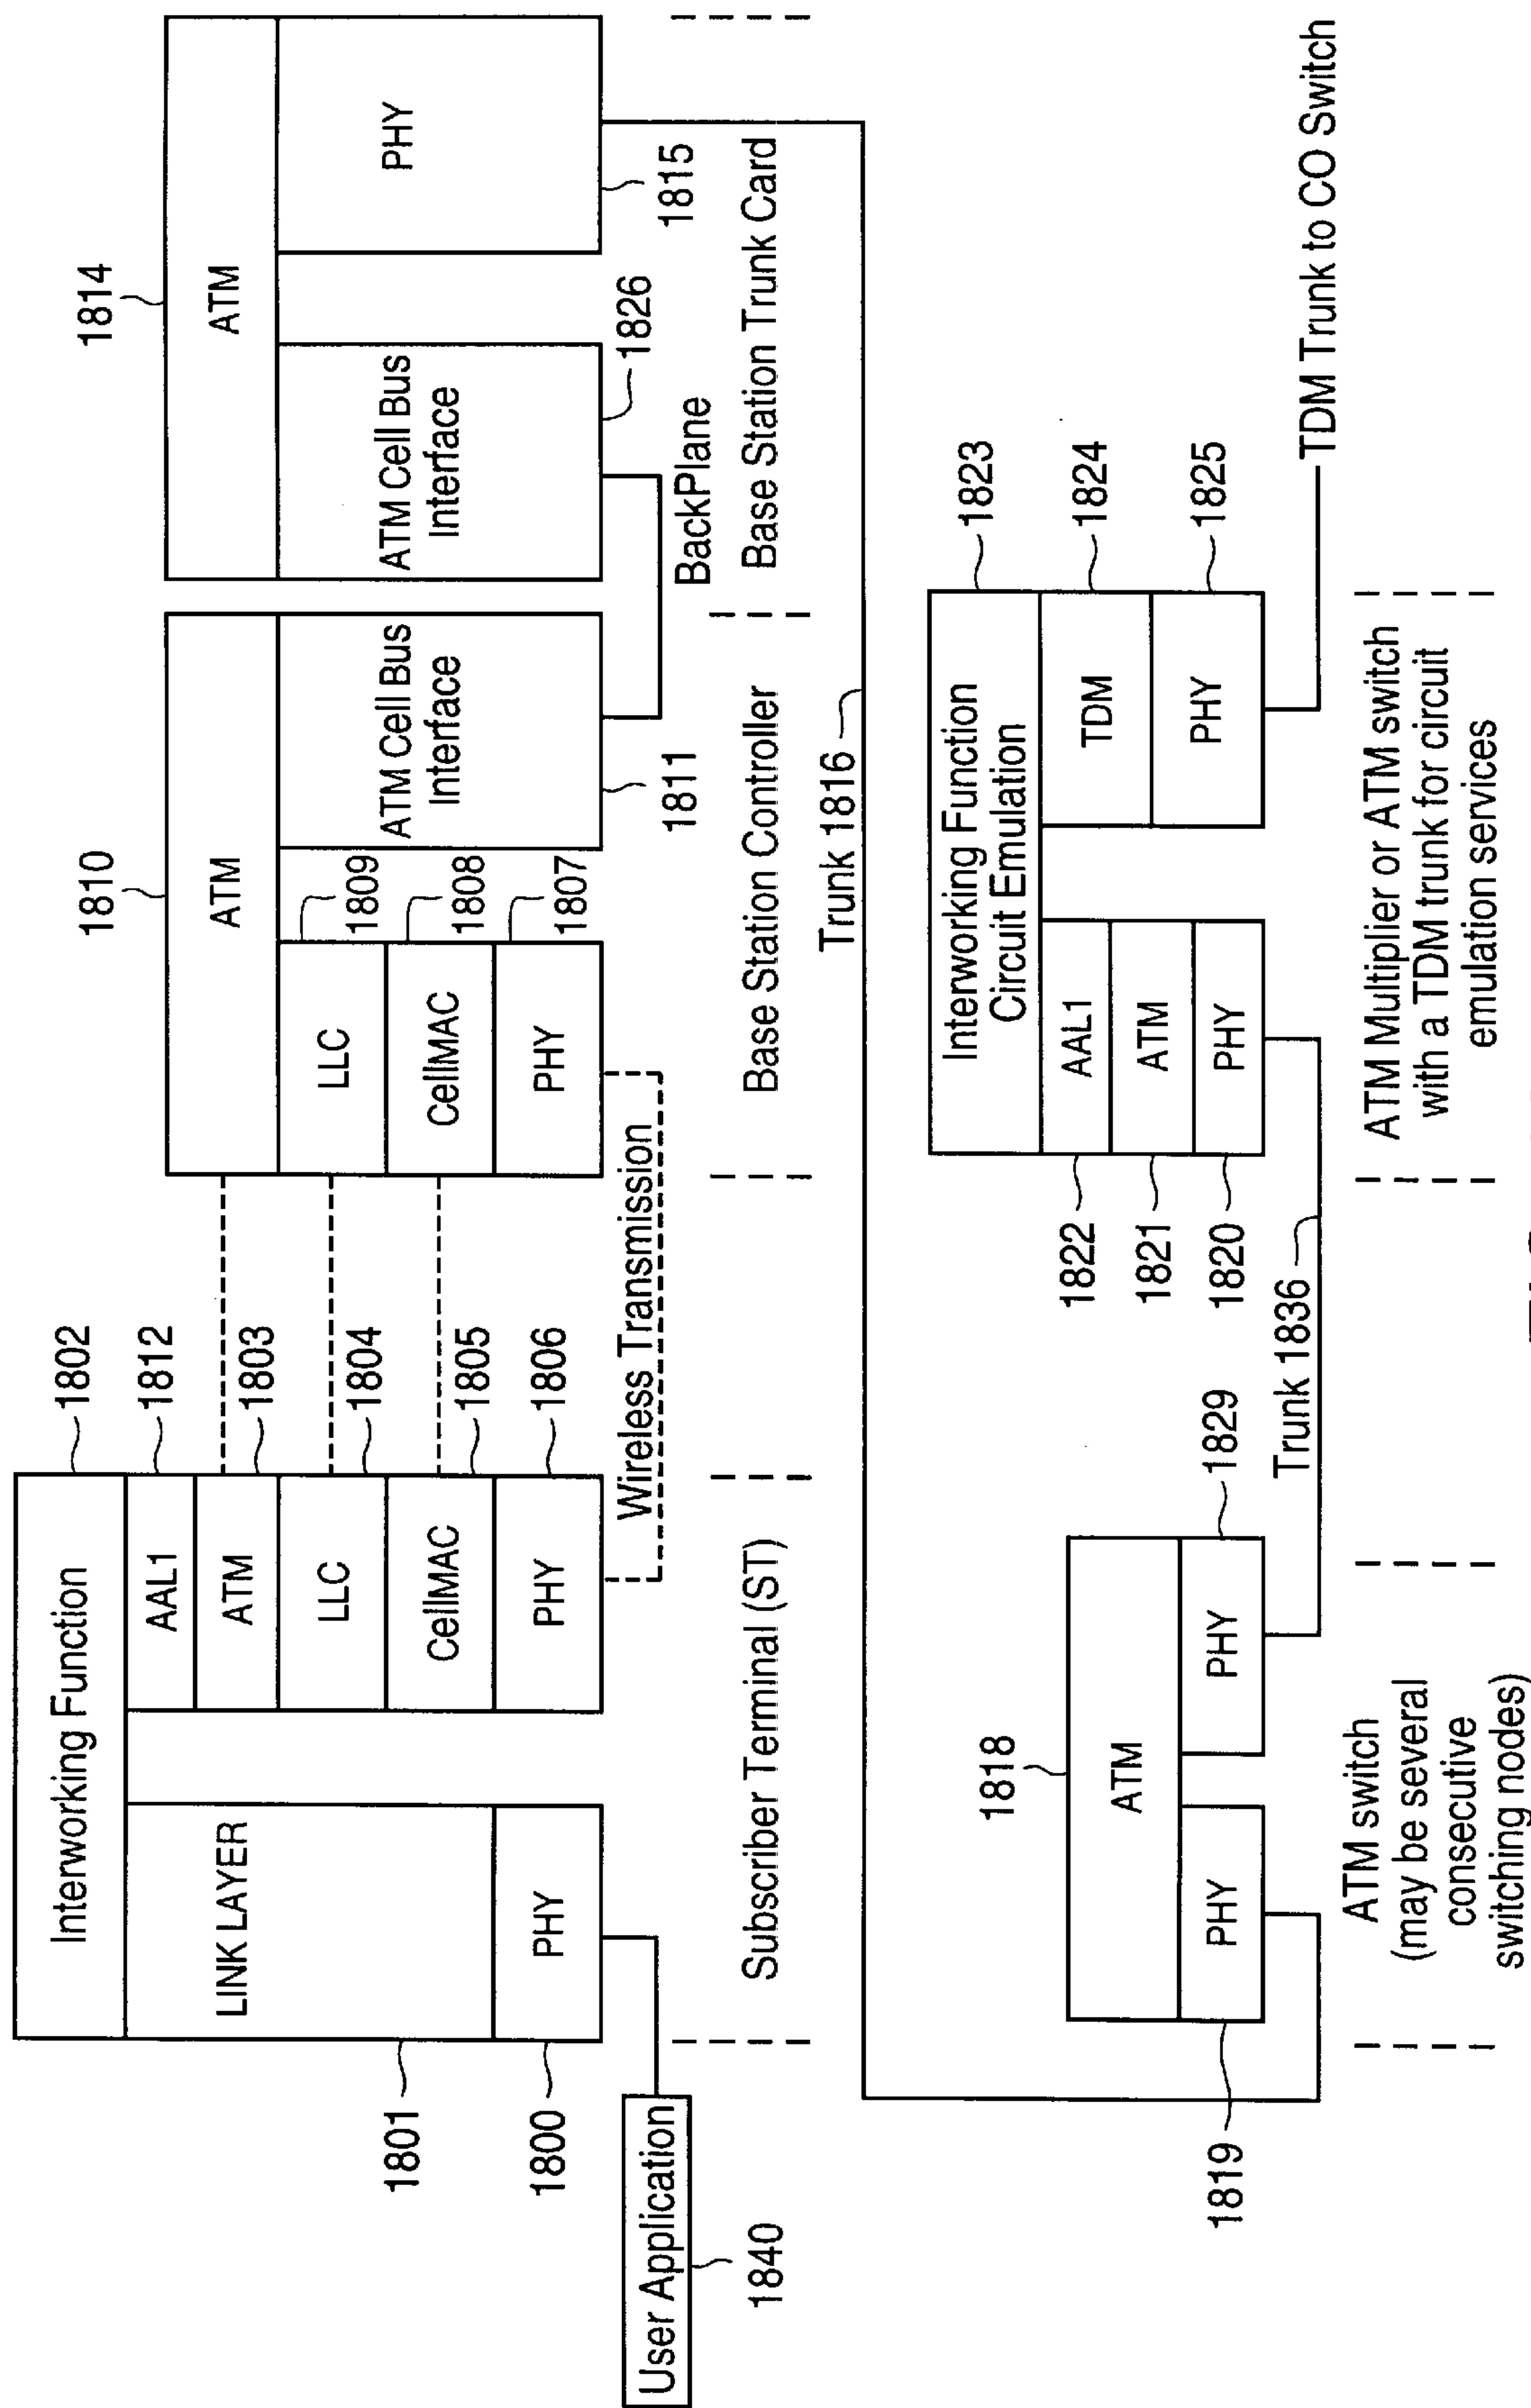 1802
Interworking Function
1812
AAL1
1803
ATM
LINK LAYER
1804
LLC
1805
CellMAC
1801
1806
PHY
PHY
1800
User Application
1840
Wireless Transmission
Subscriber Terminal (ST)
1810
ATM
1809
LLC
1808
CellMAC
1807
PHY
ATM Cell Bus
Interface
1811
Base Station Controller
BackPlane
1814
ATM
ATM Cell Bus
Interface
1826
PHY
1815
Base Station Trunk Card
Trunk 1816
1818
ATM
PHY
1819
PHY
1829
ATM switch
(may be several
consecutive
switching nodes)
Trunk 1836
Interworking Function
Circuit Emulation
1823
AAL1
1822
ATM
1821
PHY
1820
TDM
1824
PHY
1825
TDM Trunk to CO Switch
ATM Multiplier or ATM switch
with a TDM trunk for circuit
emulation services